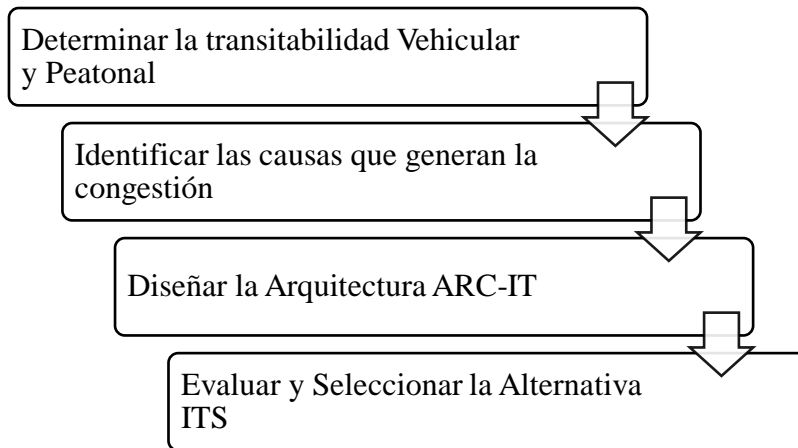 Determinar la transitabilidad Vehicular
y Peatonal
Identificar las causas que generan la
congestión
Diseñar la Arquitectura ARC-IT
Evaluar y Seleccionar la Alternativa
ITS